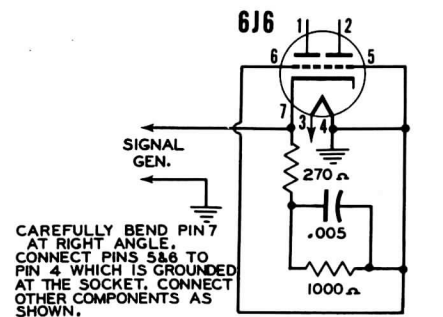 6J6
1 2
6 5
7 3 4
SIGNAL
GEN.
270 Ω
.005
1000 Ω
CAREFULLY BEND PIN 7
AT RIGHT ANGLE.
CONNECT PINS 5&6 TO
PIN 4 WHICH IS GROUNDED
AT THE SOCKET. CONNECT
OTHER COMPONENTS AS
SHOWN.